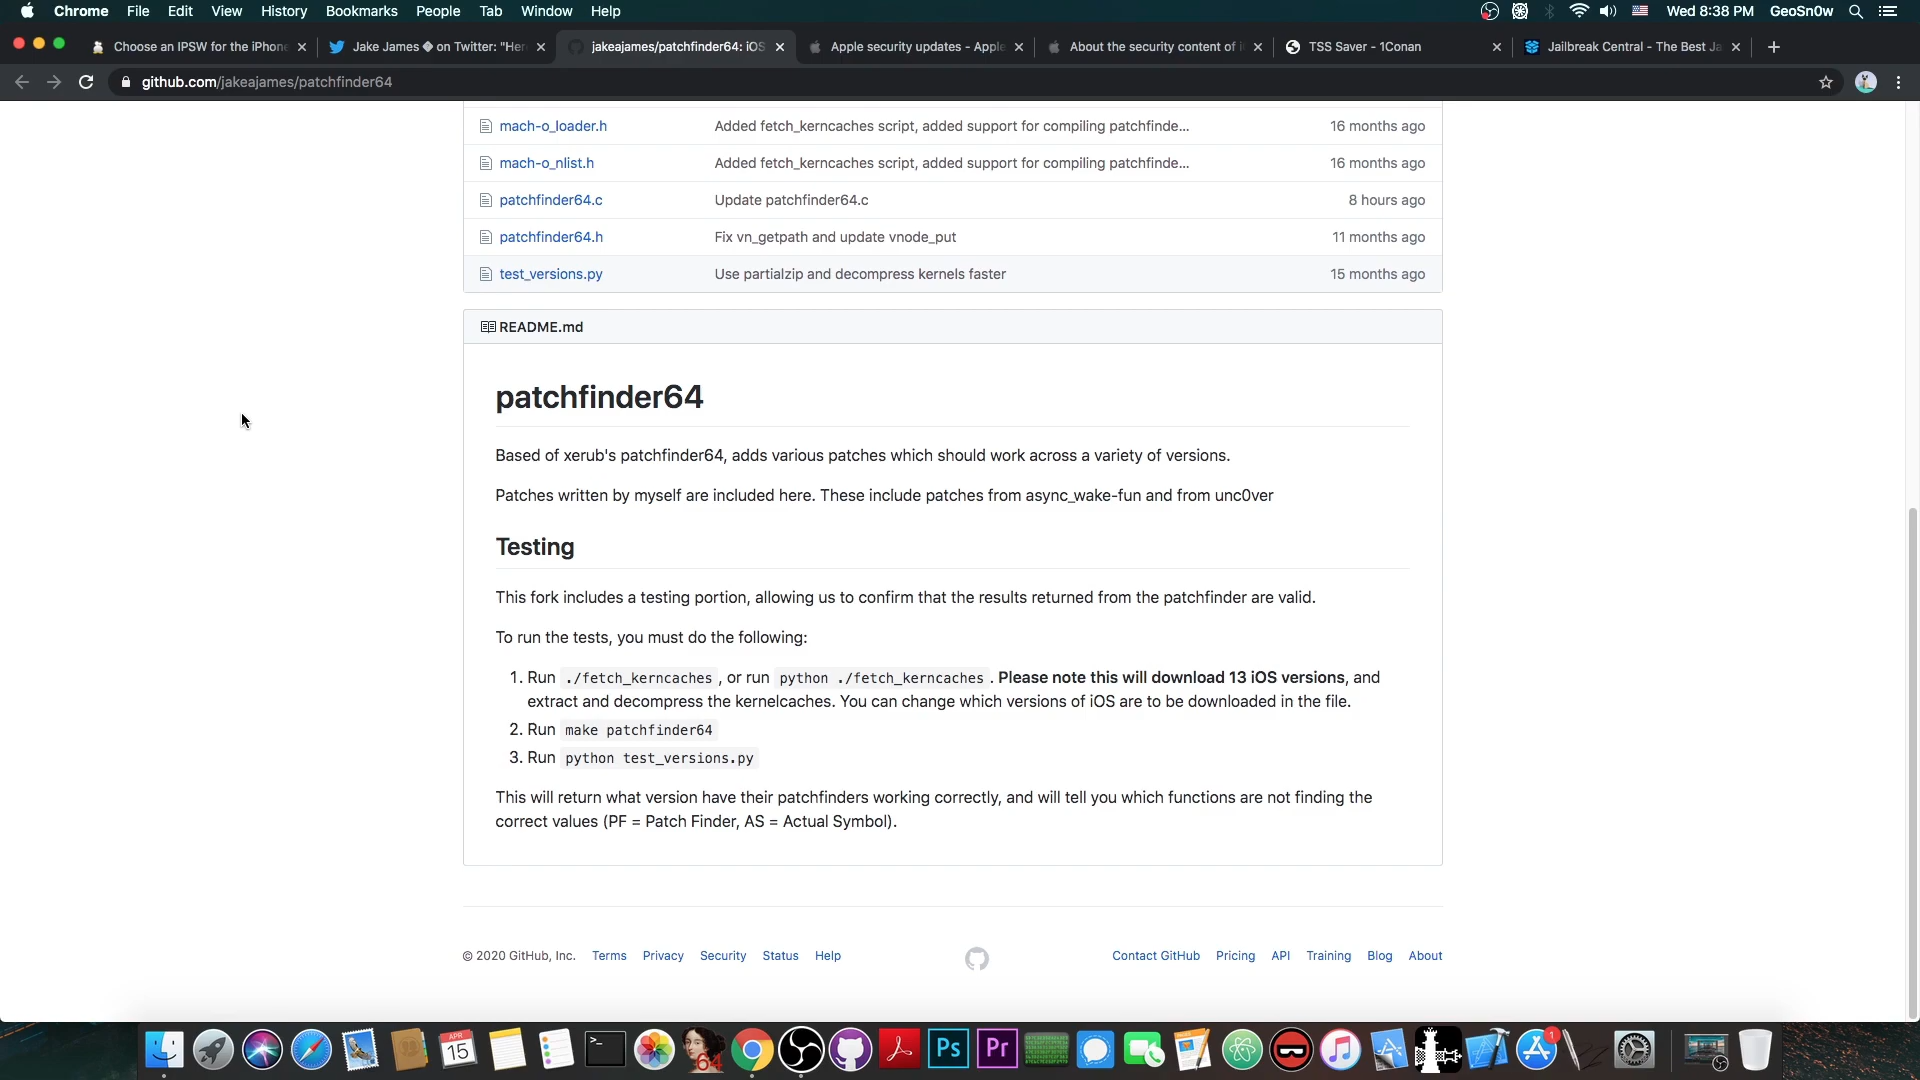 Chrome File Edit View History Bookmarks People Tab Window Help Wed 8:38 PM GeoSn0w
Choose an IPSW for the iPhone Jake James ◆ on Twitter: "Her jakeajames/patchfinder64: iOS Apple security updates - Apple About the security content of i TSS Saver - 1Conan Jailbreak Central - The Best Ja
github.com/jakeajames/patchfinder64
mach-o_loader.h Added fetch_kerncaches script, added support for compiling patchfinde... 16 months ago
mach-o_nlist.h Added fetch_kerncaches script, added support for compiling patchfinde... 16 months ago
patchfinder64.c Update patchfinder64.c 8 hours ago
patchfinder64.h Fix vn_getpath and update vnode_put 11 months ago
test_versions.py Use partialzip and decompress kernels faster 15 months ago
README.md
patchfinder64
Based of xerub's patchfinder64, adds various patches which should work across a variety of versions.
Patches written by myself are included here. These include patches from async_wake-fun and from unc0ver
Testing
This fork includes a testing portion, allowing us to confirm that the results returned from the patchfinder are valid.
To run the tests, you must do the following:
1. Run ./fetch_kerncaches , or run python ./fetch_kerncaches . Please note this will download 13 iOS versions, and
extract and decompress the kernelcaches. You can change which versions of iOS are to be downloaded in the file.
2. Run make patchfinder64
3. Run python test_versions.py
This will return what version have their patchfinders working correctly, and will tell you which functions are not finding the
correct values (PF = Patch Finder, AS = Actual Symbol).
© 2020 GitHub, Inc. Terms Privacy Security Status Help Contact GitHub Pricing API Training Blog About
APR
15
64
Ps
Pr
1